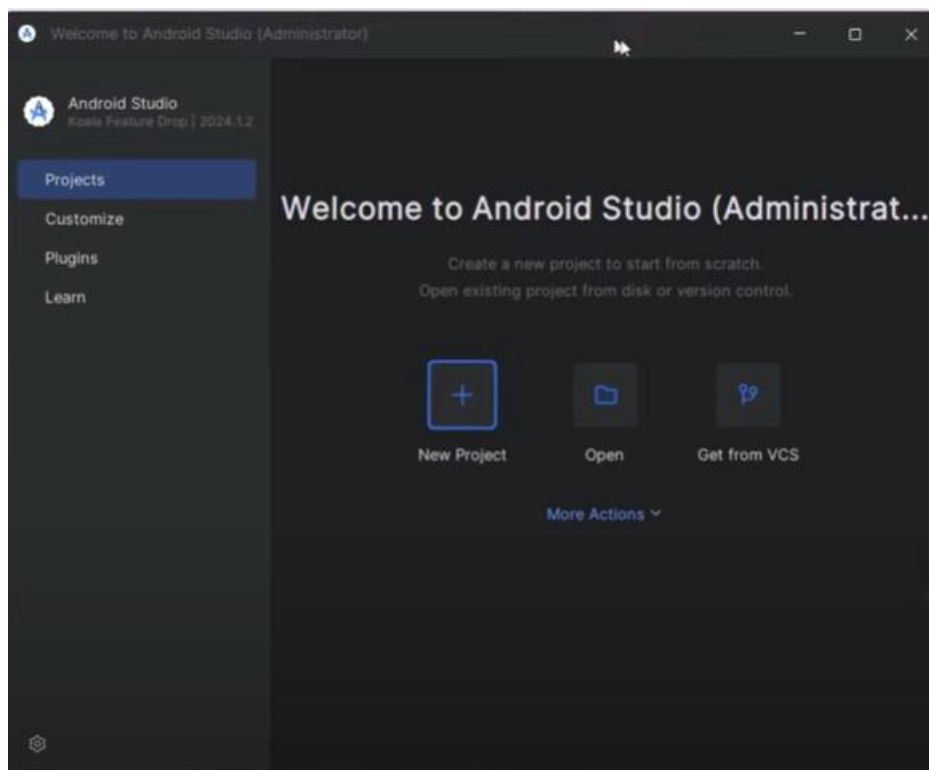 Welcome to Android Studio (Administrator)
Android Studio
Koala Feature Drop | 2024.1.2
Projects
Customize
Plugins
Learn
Welcome to Android Studio (Administrat...
Create a new project to start from scratch.
Open existing project from disk or version control.
New Project
Open
Get from VCS
More Actions